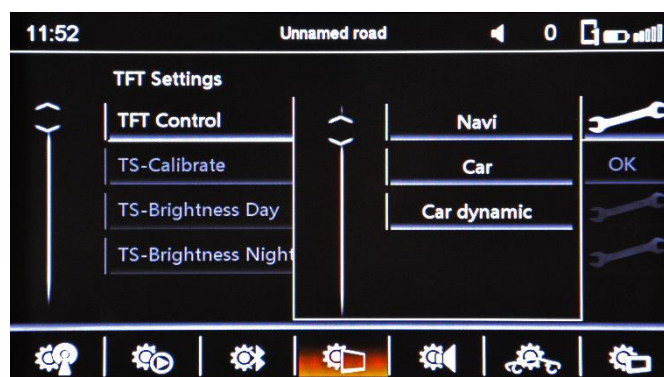 11:52 Unnamed road 0
TFT Settings
TFT Control
TS-Calibrate
TS-Brightness Day
TS-Brightness Night
Navi
Car
Car dynamic
OK